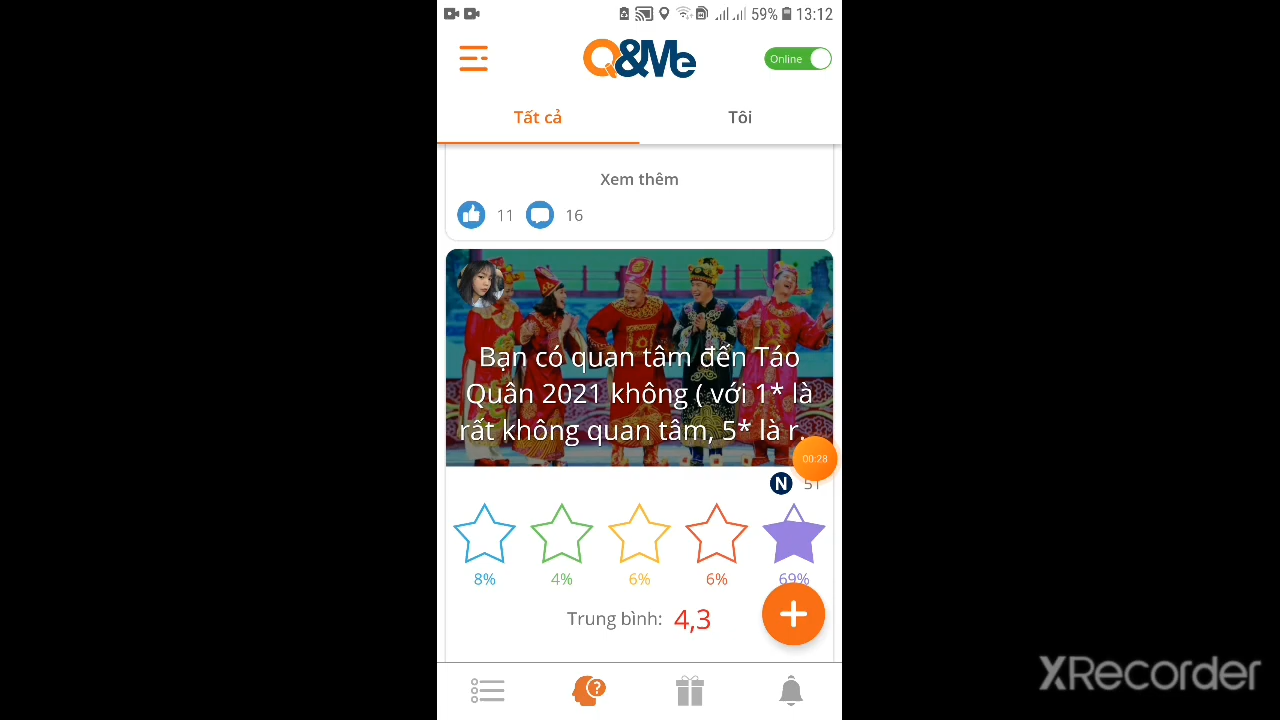 59% 13:12
Q&Me
Online
Tất cả
Tôi
Xem thêm
11 16
Bạn có quan tâm đến Táo
Quân 2021 không ( với 1* là
rất không quan tâm, 5* là r...
00:28
N 51
8% 4% 6% 6% 69%
Trung bình: 4,3
XRecorder